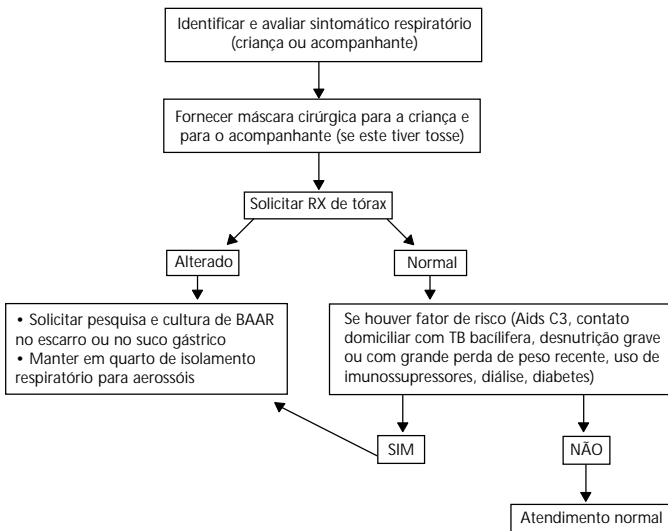 Identificar e avaliar sintomático respiratório
(criança ou acompanhante)
Fornecer máscara cirúrgica para a criança e
para o acompanhante (se este tiver tosse)
Solicitar RX de tórax
Alterado
Normal
• Solicitar pesquisa e cultura de BAAR
no escarro ou no suco gástrico
• Manter em quarto de isolamento
respiratório para aerossóis
Se houver fator de risco (Aids C3, contato
domiciliar com TB bacílifera, desnutrição grave
ou com grande perda de peso recente, uso de
imunossupressores, diálise, diabetes)
SIM
NÃO
Atendimento normal